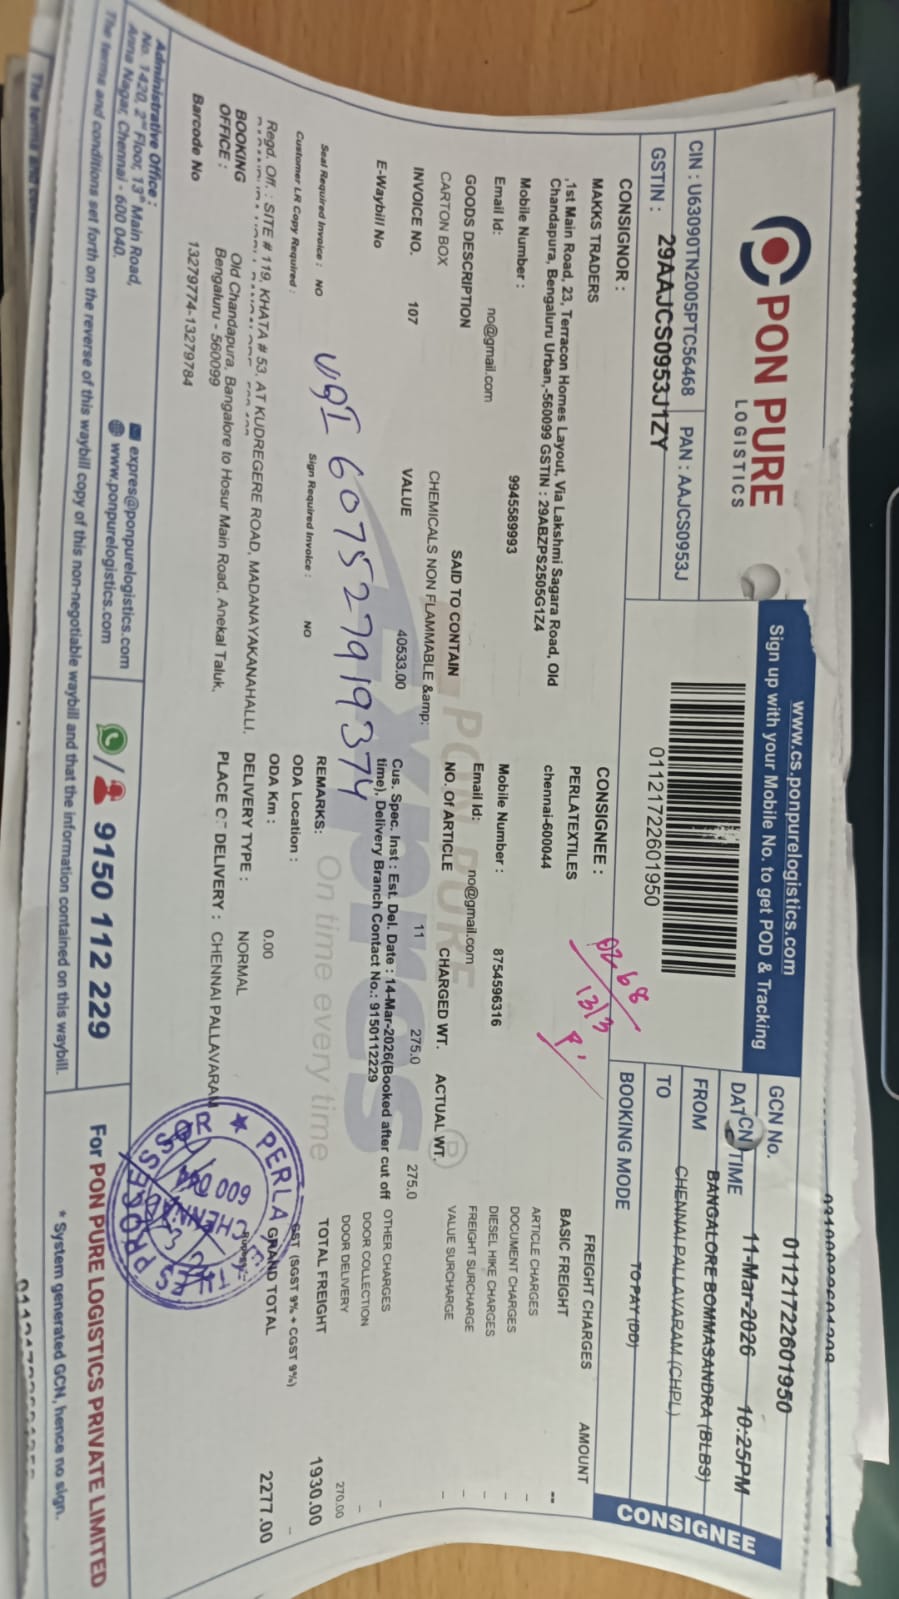 PON PURE
LOGISTICS
www.cs.ponpurelogistics.com
Sign up with your Mobile No. to get POD & Tracking
CIN : U63090TN2005PTC56468 PAN : AAJCS0953J
GSTIN : 29AAJCS0953J1ZY
01121722601950
GCN No. 01121722601950
DATE/TIME 11-Mar-2026 10:25PM
FROM BANGALORE BOMMASANDRA (BLBS)
TO CHENNAI PALLAVARAM (CHPL)
BOOKING MODE TO PAY (DD)
CONSIGNEE
CONSIGNOR :
MAKKS TRADERS
,1st Main Road, 23, Terracon Homes Layout, Via Lakshmi Sagara Road, Old
Chandapura, Bengaluru Urban,-560099 GSTIN : 29ABZPS2505G1Z4
Mobile Number : 9945589993
Email Id: no@gmail.com
CONSIGNEE :
PERLATEXTILES
chennai-600044
Mobile Number : 8754596316
Email Id: no@gmail.com
13/3
GOODS DESCRIPTION SAID TO CONTAIN NO. Of ARTICLE CHARGED WT. ACTUAL WT.
CARTON BOX CHEMICALS NON FLAMMABLE &amp; 11 275.0 275.0
INVOICE NO. 107 VALUE 40533.00
E-Waybill No
Cus. Spec. Inst : Est. Del. Date : 14-Mar-2026(Booked after cut off
time), Delivery Branch Contact No.: 9150112229
Seal Required Invoice : NO Sign Required Invoice : NO
Customer LR Copy Required :
607527919374
REMARKS:
ODA Location :
ODA Km : 0.00
DELIVERY TYPE : NORMAL
PLACE OF DELIVERY : CHENNAI PALLAVARAM
Regd. Off. : SITE # 119, KHATA # 53, AT KUDREGERE ROAD, MADANAYAKANAHALLI,
BOOKING OFFICE : Old Chandapura, Bangalore to Hosur Main Road, Anekal Taluk,
Bengaluru - 560099
Barcode No 13279774-13279784
FREIGHT CHARGES AMOUNT
BASIC FREIGHT --
ARTICLE CHARGES -
DOCUMENT CHARGES -
DIESEL HIKE CHARGES -
FREIGHT SURCHARGE -
VALUE SURCHARGE -
OTHER CHARGES -
DOOR COLLECTION -
DOOR DELIVERY 270.00
TOTAL FREIGHT 1930.00
GST (SGST 9% + CGST 9%) -
GRAND TOTAL 2277.00
PON PURE
Express
On time every time
PERLA
CHENNAI
600 044
PROCESSOR
Administrative Office :
No. 1420, 2nd Floor, 13th Main Road,
Anna Nagar, Chennai - 600 040.
expres@ponpurelogistics.com
www.ponpurelogistics.com
9150 112 229
For PON PURE LOGISTICS PRIVATE LIMITED
The terms and conditions set forth on the reverse of this waybill copy of this non-negotiable waybill and that the information contained on this waybill.
* System generated GCN, hence no sign.